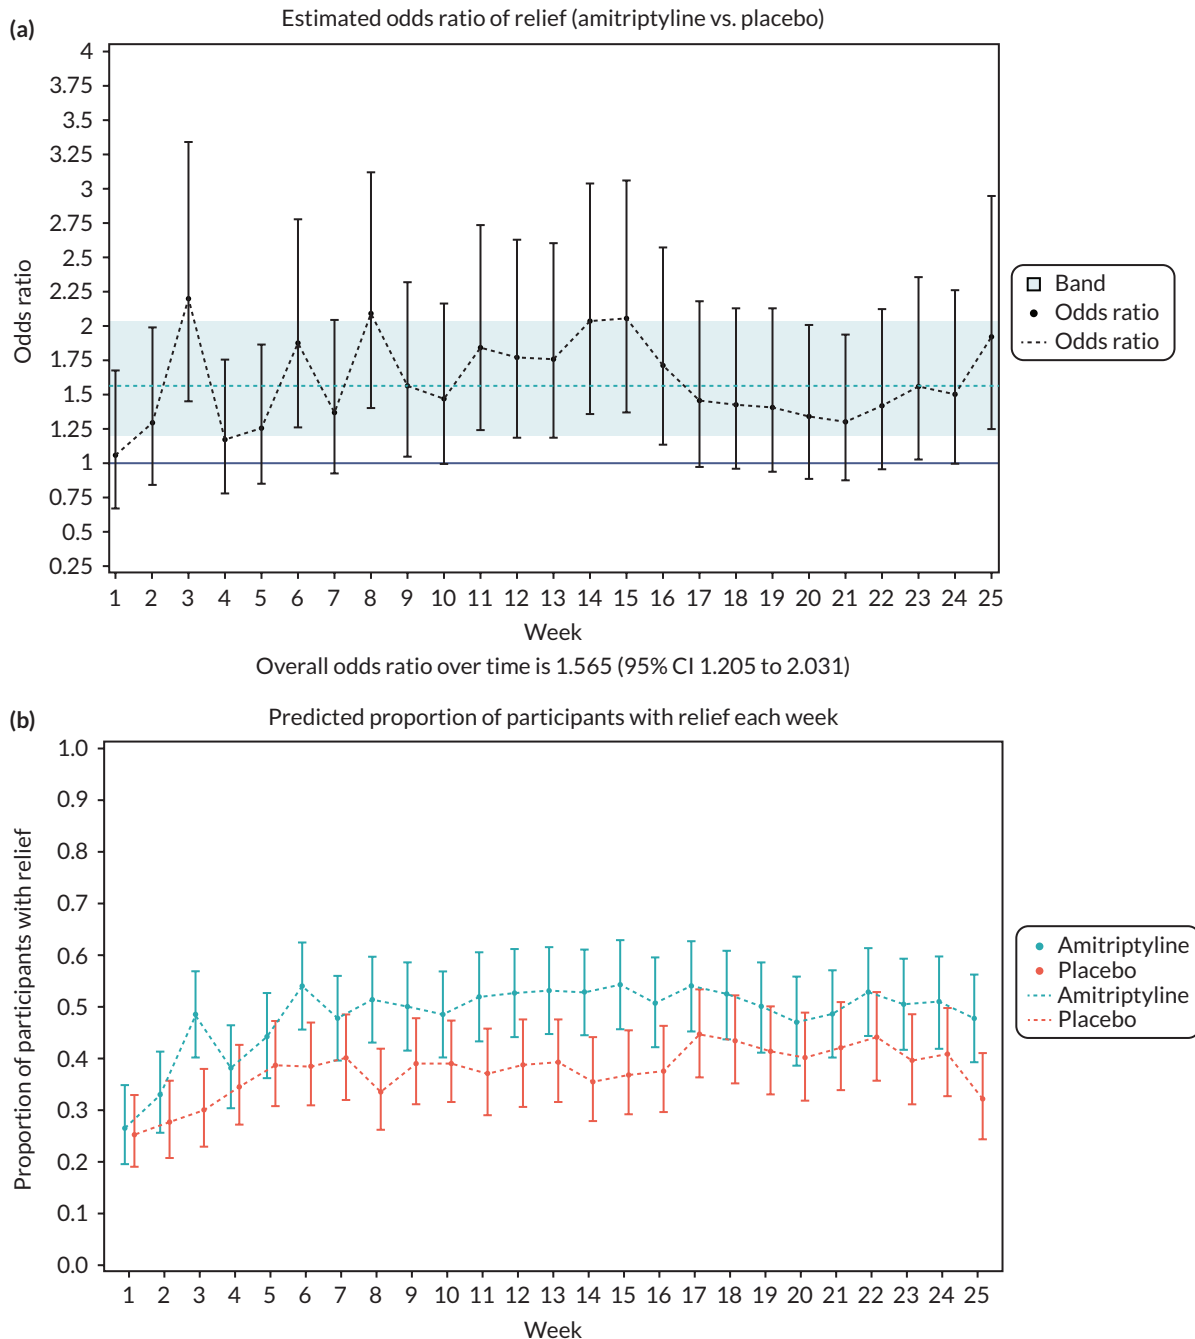 (a)
Estimated odds ratio of relief (amitriptyline vs. placebo)
4
3.75
3.5
3.25
3
2.75
2.5
2.25
2
1.75
1.5
1.25
1
0.75
0.5
0.25
Odds ratio
1 2 3 4 5 6 7 8 9 10 11 12 13 14 15 16 17 18 19 20 21 22 23 24 25
Week
Band
Odds ratio
Odds ratio
Overall odds ratio over time is 1.565 (95% CI 1.205 to 2.031)
(b)
Predicted proportion of participants with relief each week
1.0
0.9
0.8
0.7
0.6
0.5
0.4
0.3
0.2
0.1
0.0
Proportion of participants with relief
1 2 3 4 5 6 7 8 9 10 11 12 13 14 15 16 17 18 19 20 21 22 23 24 25
Week
Amitriptyline
Placebo
Amitriptyline
Placebo